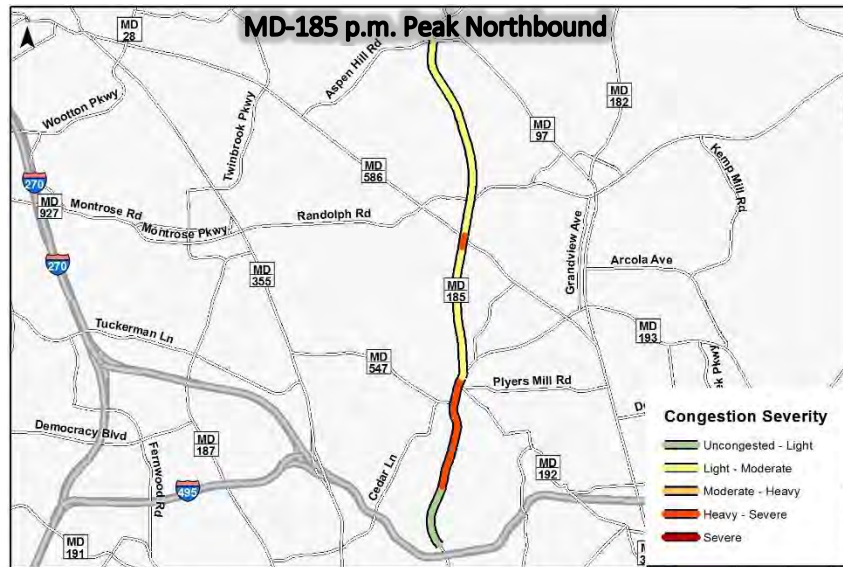 MD-185 p.m. Peak Northbound
MD
28
Aspen Hill Rd
MD
182
Wootton Pkwy
Twinbrook Pkwy
MD
97
Kemp Mill Rd
MD
586
270
MD
927
Montrose Rd
Montrose Pkwy
Randolph Rd
Grandview Ave
270
MD
355
Arcola Ave
MD
185
Tuckerman Ln
MD
193
MD
547
Plyers Mill Rd
Pkwy
Democracy Blvd
MD
187
Fernwood Rd
Cedar Ln
MD
192
495
MD
191
MD
Congestion Severity
Uncongested - Light
Light - Moderate
Moderate - Heavy
Heavy - Severe
Severe